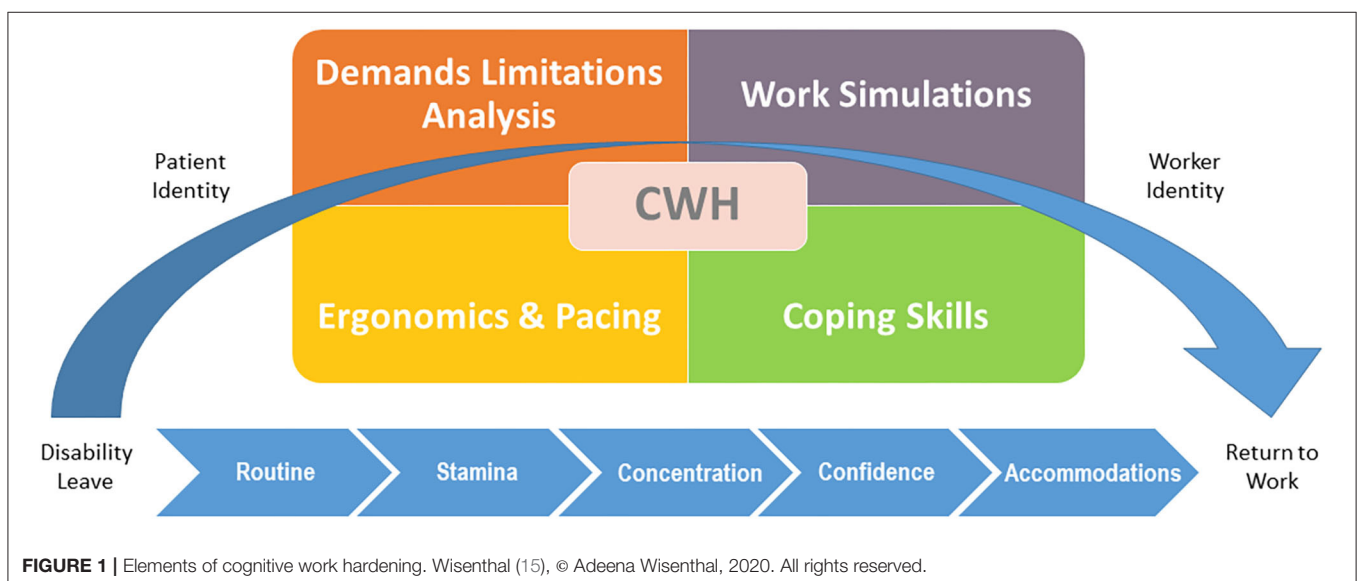 Demands Limitations
Analysis
Work Simulations
Patient
Identity
Worker
Identity
CWH
Ergonomics & Pacing
Coping Skills
Disability
Leave
Routine
Stamina
Concentration
Confidence
Accommodations
Return to
Work
FIGURE 1 | Elements of cognitive work hardening. Wisenthal (15), © Adeena Wisenthal, 2020. All rights reserved.